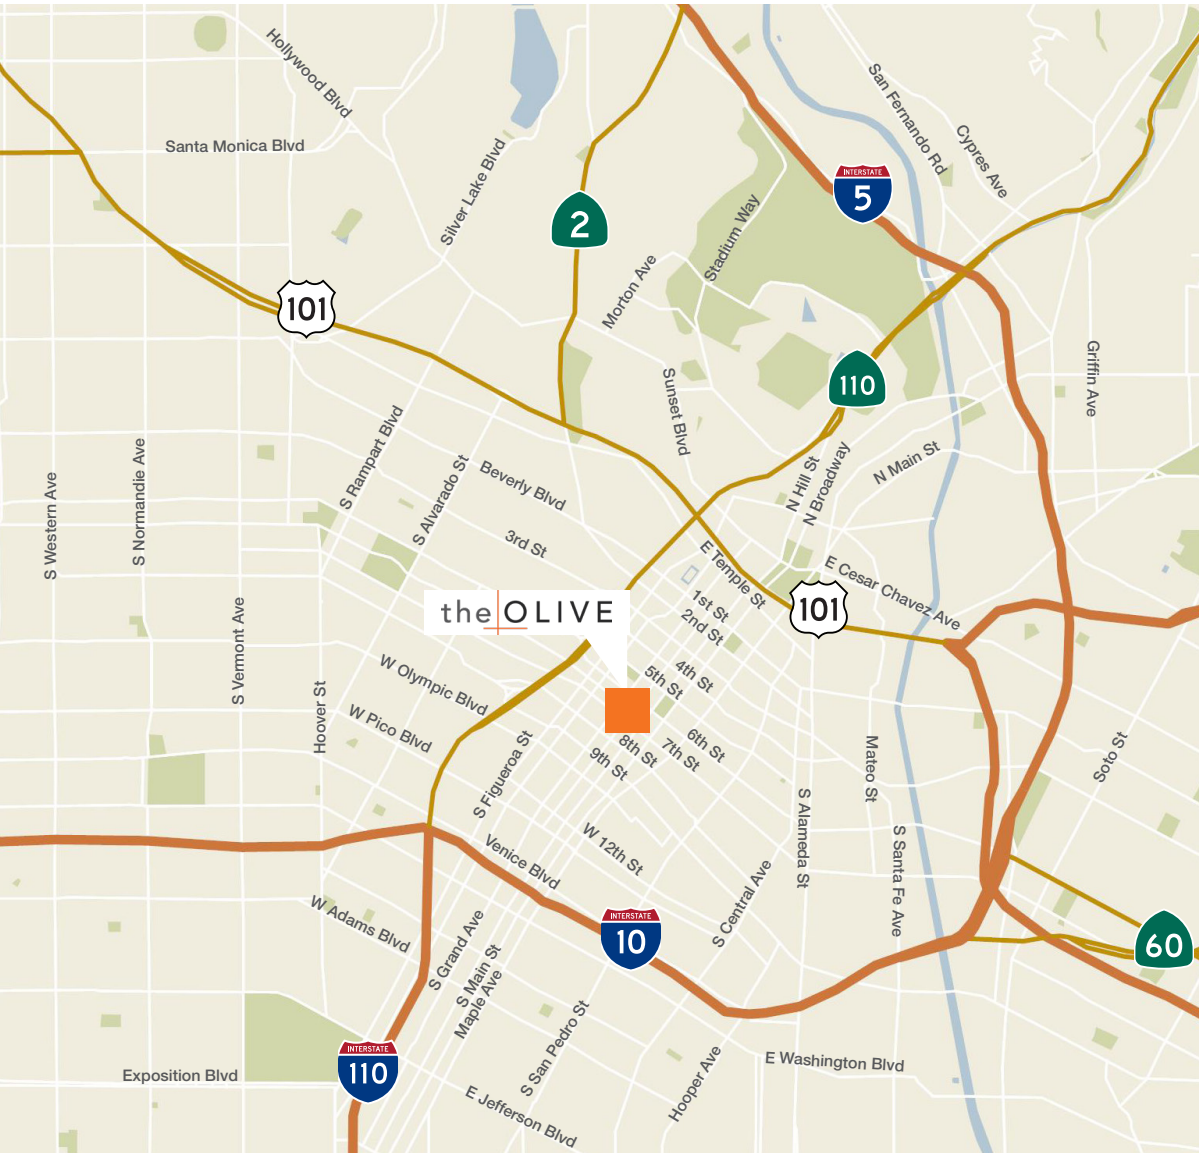 Hollywood Blvd
Santa Monica Blvd
Silver Lake Blvd
San Fernando Rd
Cypres Ave
INTERSTATE
5
2
Stadium Way
Morton Ave
101
110
Griffin Ave
Sunset Blvd
S Rampart Blvd
S Alvarado St
Beverly Blvd
N Hill St
N Broadway
N Main St
S Western Ave
S Normandie Ave
3rd St
E Temple St
E Cesar Chavez Ave
101
the OLIVE
1st St
2nd St
S Vermont Ave
Hoover St
W Olympic Blvd
W Pico Blvd
4th St
5th St
6th St
7th St
8th St
9th St
S Figueroa St
Mateo St
Soto St
S Alameda St
S Santa Fe Ave
W 12th St
Venice Blvd
S Central Ave
W Adams Blvd
S Grand Ave
S Main St
Maple Ave
INTERSTATE
10
60
S San Pedro St
Hooper Ave
E Washington Blvd
INTERSTATE
110
Exposition Blvd
E Jefferson Blvd